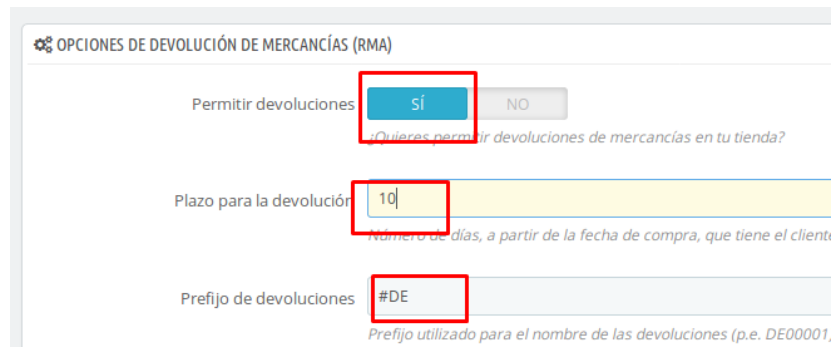 OPCIONES DE DEVOLUCIÓN DE MERCANCÍAS (RMA)
Permitir devoluciones SÍ NO
¿Quieres permitir devoluciones de mercancías en tu tienda?
Plazo para la devolución 10
Número de días, a partir de la fecha de compra, que tiene el cliente
Prefijo de devoluciones #DE
Prefijo utilizado para el nombre de las devoluciones (p.e. DE00001)